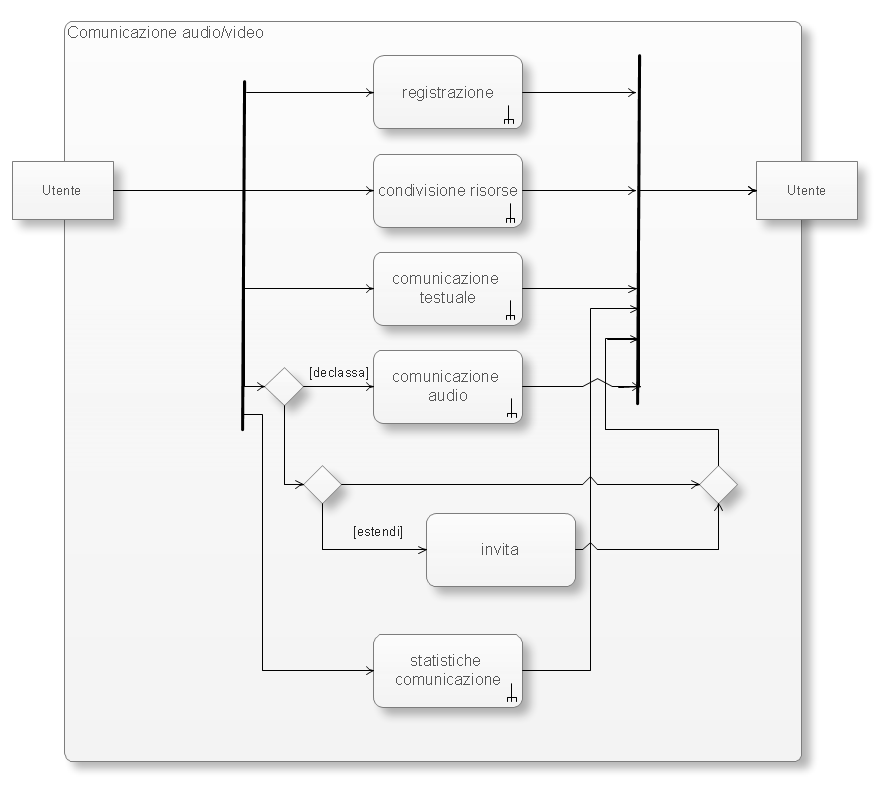 Comunicazione audio/video
registrazione
Utente
condivisione risorse
Utente
comunicazione
testuale
[declassa]
comunicazione
audio
[estendi]
invita
statistiche
comunicazione